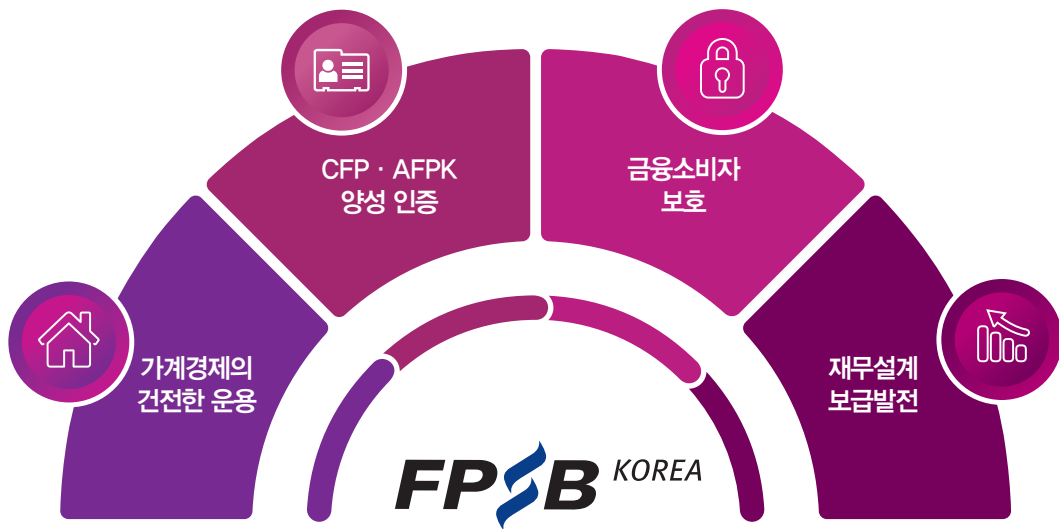 CFP · AFPK
양성 인증
금융소비자
보호
가계경제의
건전한 운용
재무설계
보급발전
FPSB KOREA